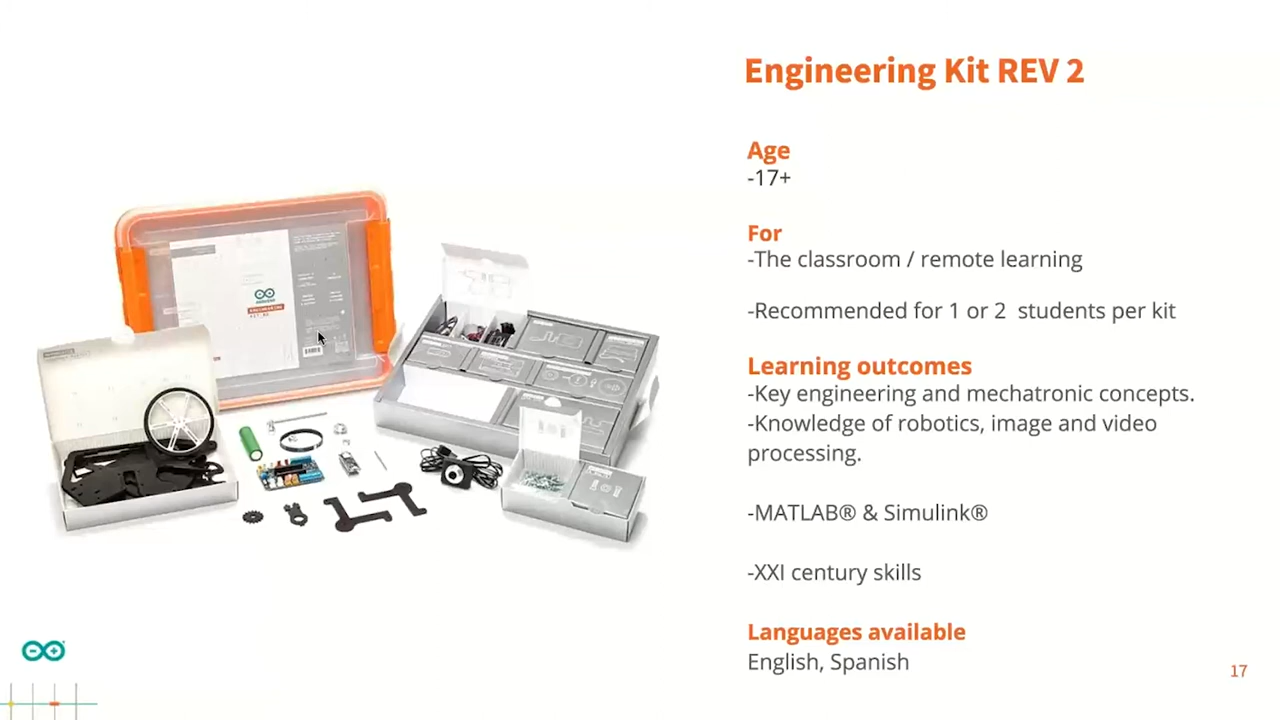 Engineering Kit REV 2
Age
-17+
For
-The classroom / remote learning
-Recommended for 1 or 2  students per kit
Learning outcomes
-Key engineering and mechatronic concepts.
-Knowledge of robotics, image and video
processing.
-MATLAB® & Simulink®
-XXI century skills
Languages available
English, Spanish
17